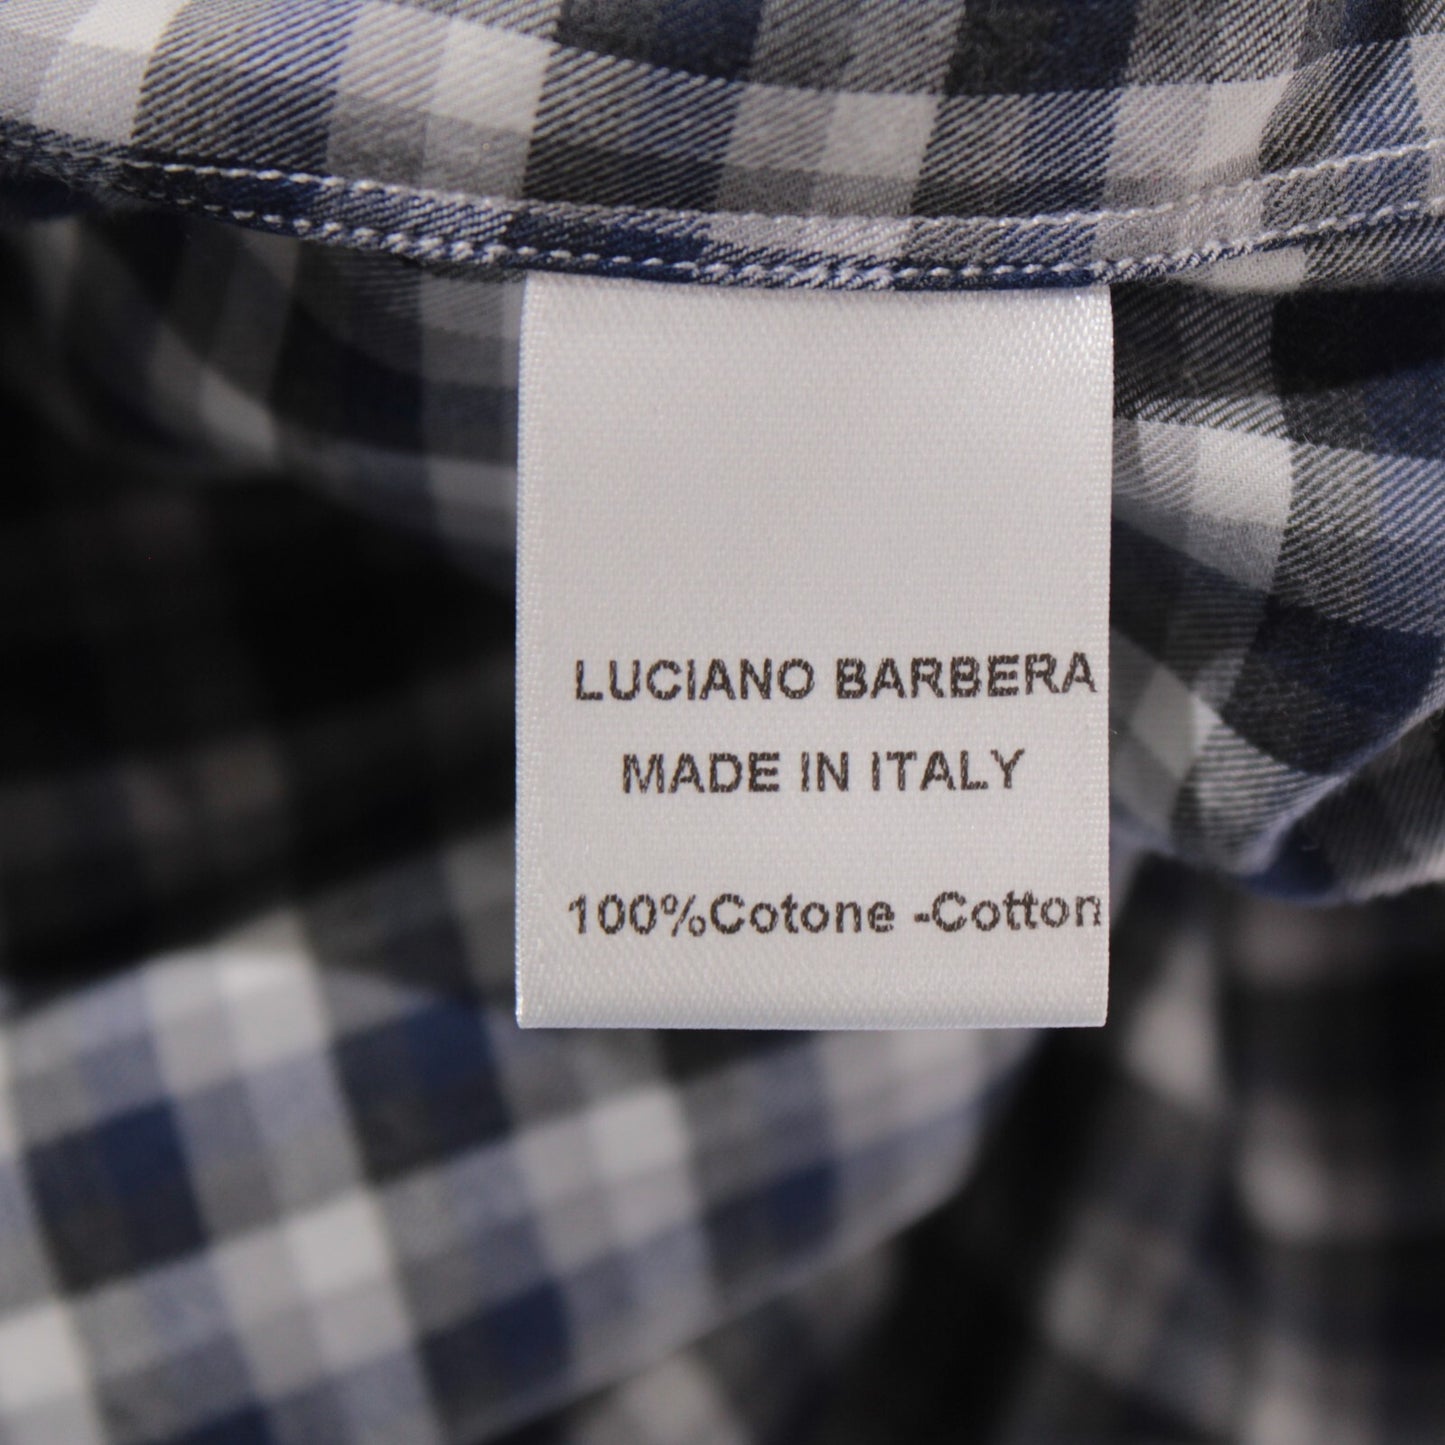 LUCIANO BARBERA
MADE IN ITALY
100%Cotone -Cotton